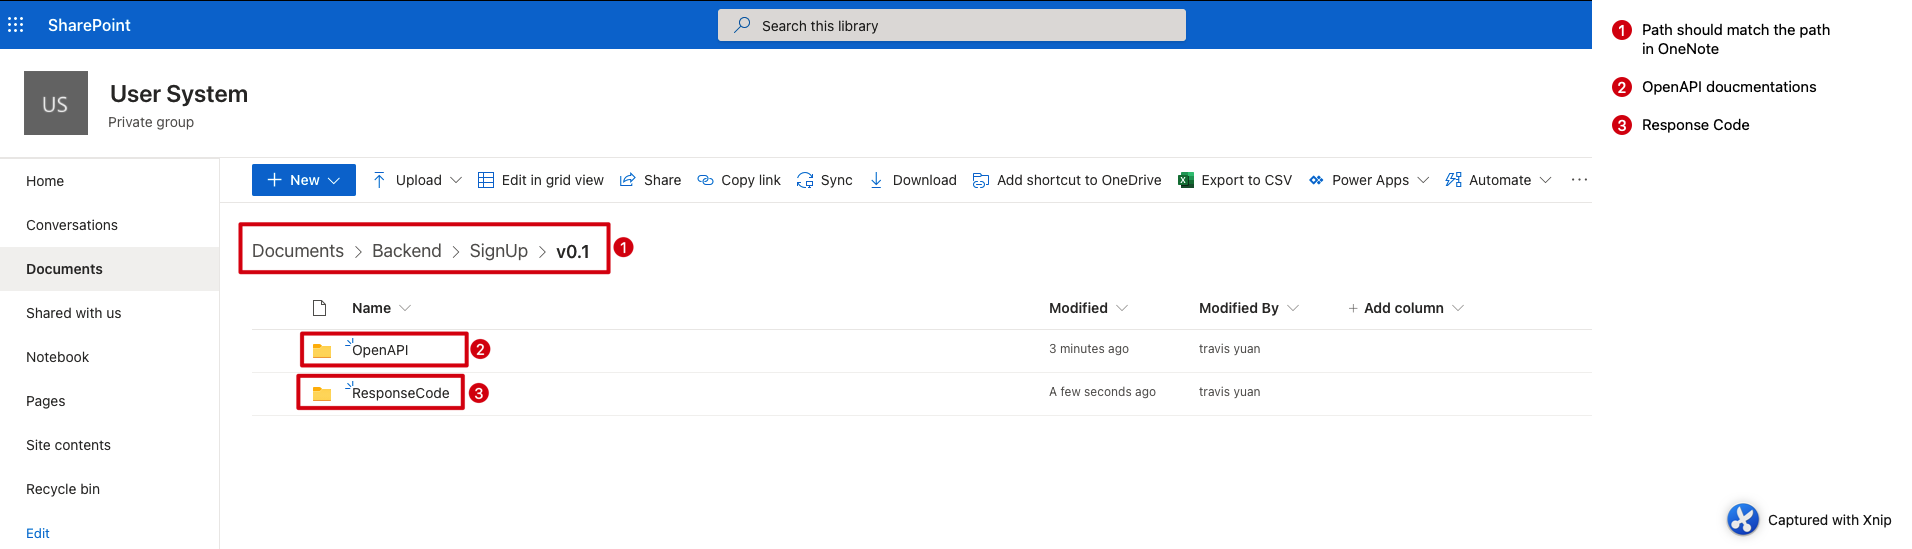 SharePoint
Search this library
US
User System
Private group
Home
Conversations
Documents
Shared with us
Notebook
Pages
Site contents
Recycle bin
Edit
New Upload Edit in grid view Share Copy link Sync Download Add shortcut to OneDrive Export to CSV Power Apps Automate ...
Documents > Backend > SignUp > v0.1 1
Name Modified Modified By + Add column
OpenAPI 2 3 minutes ago travis yuan
ResponseCode 3 A few seconds ago travis yuan
1 Path should match the path
in OneNote
2 OpenAPI doucmentations
3 Response Code
Captured with Xnip